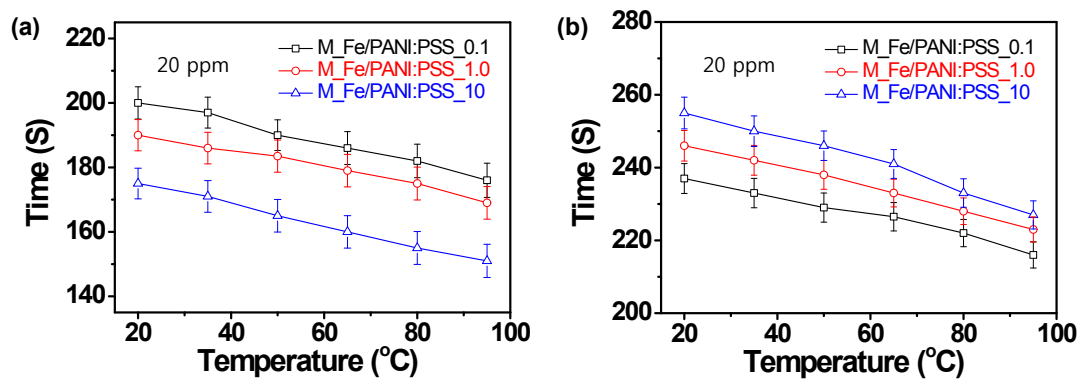 (a)
220
200
180
160
140
Time (S)
20 ppm
M_Fe/PANI:PSS_0.1
M_Fe/PANI:PSS_1.0
M_Fe/PANI:PSS_10
20 40 60 80 100
Temperature (°C)
(b)
280
260
240
220
200
Time (S)
20 ppm
M_Fe/PANI:PSS_0.1
M_Fe/PANI:PSS_1.0
M_Fe/PANI:PSS_10
20 40 60 80 100
Temperature (°C)